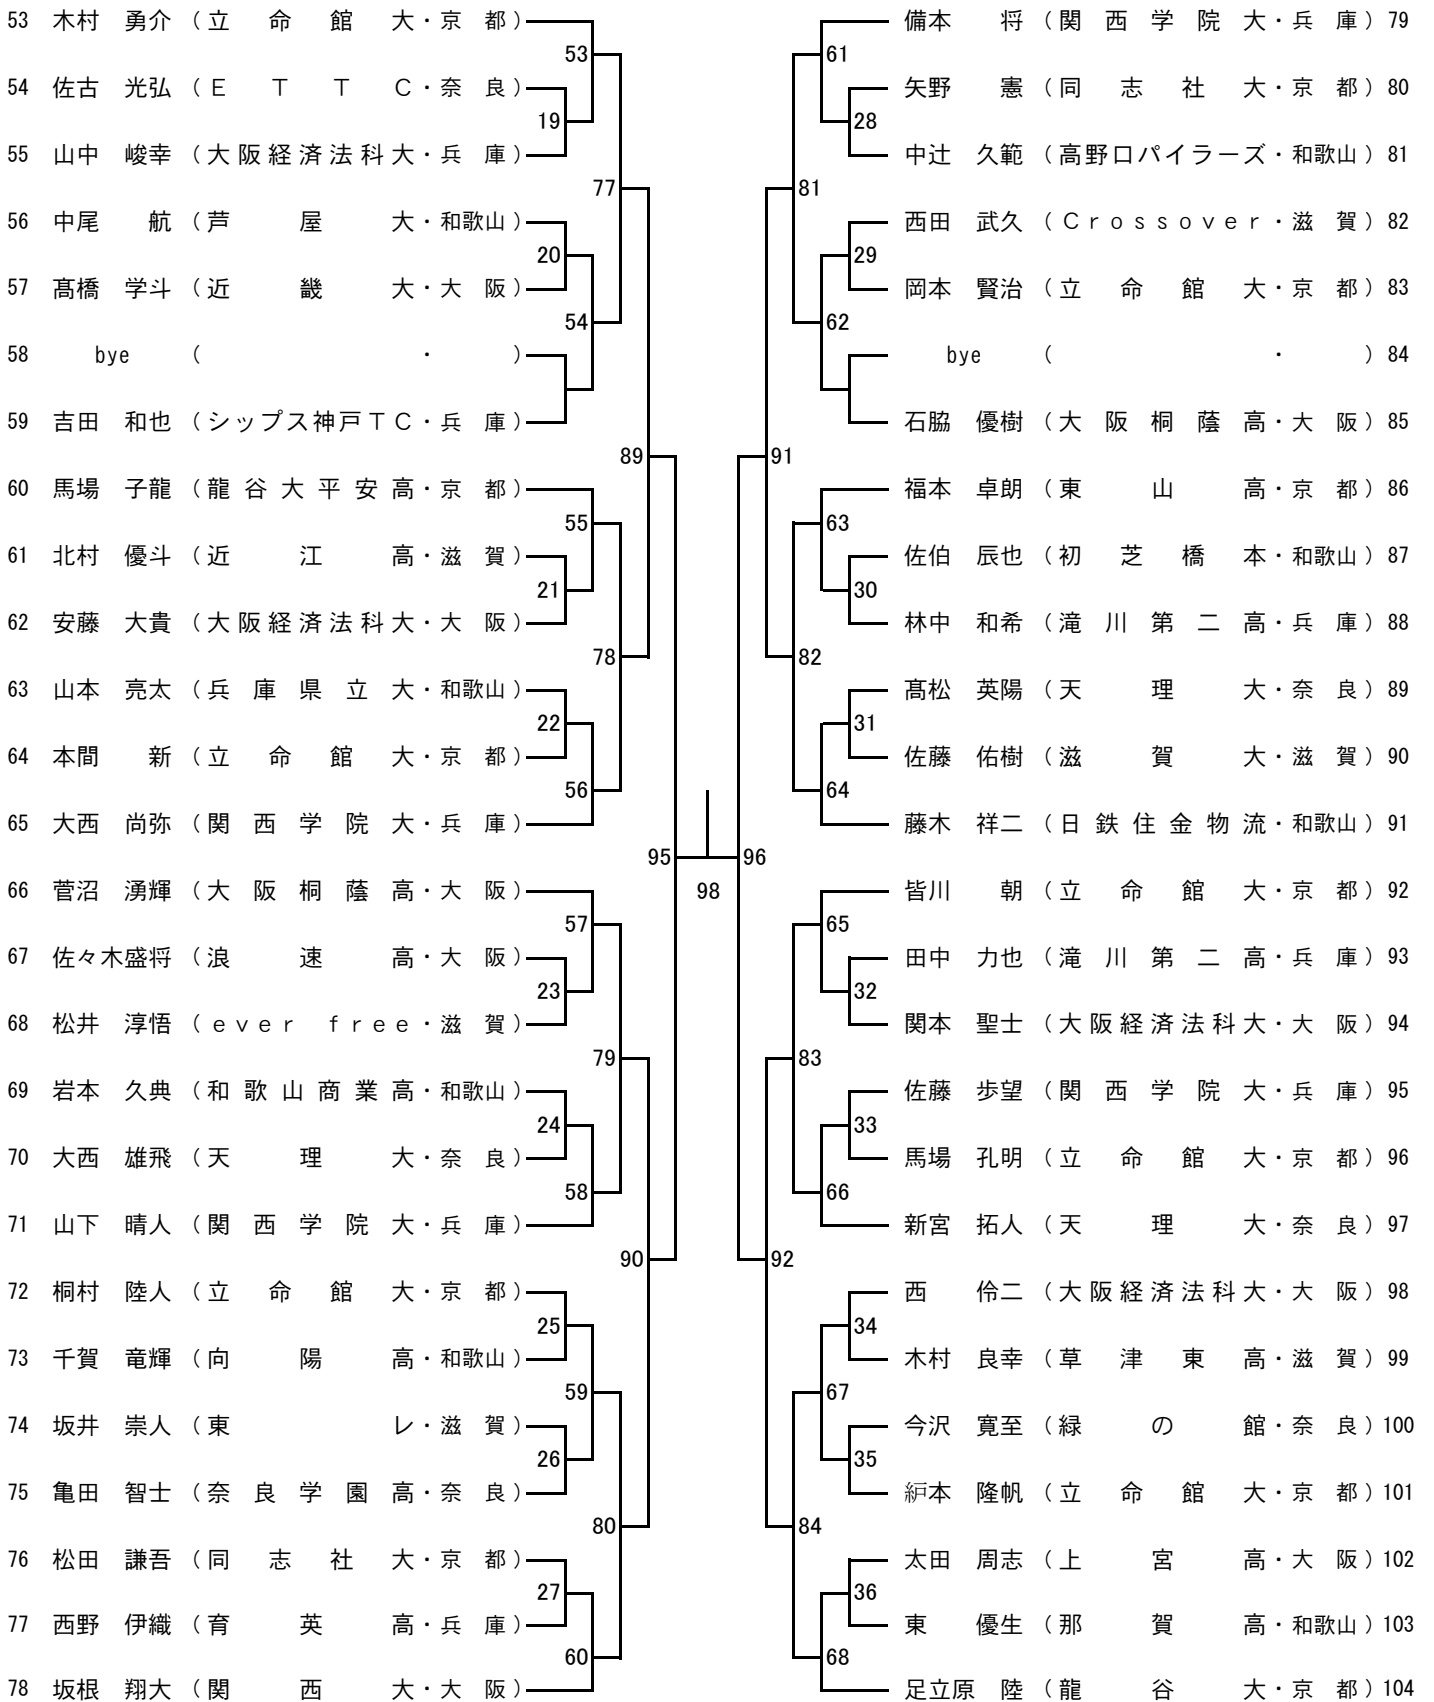 53 木村 勇介 (立命館大・京都)
53
54 佐古 光弘 (ETTC・奈良)
19
55 山中 峻幸 (大阪経済法科大・兵庫)
77
56 中尾 航 (芦屋大・和歌山)
20
57 髙橋 学斗 (近畿大・大阪)
54
58 bye ( ・ )
59 吉田 和也 (シップス神戸TC・兵庫)
89
60 馬場 子龍 (龍谷大平安高・京都)
55
61 北村 優斗 (近江高・滋賀)
21
62 安藤 大貴 (大阪経済法科大・大阪)
78
63 山本 亮太 (兵庫県立大・和歌山)
22
64 本間 新 (立命館大・京都)
56
65 大西 尚弥 (関西学院大・兵庫)
95
66 菅沼 湧輝 (大阪桐蔭高・大阪)
57
67 佐々木盛将 (浪速高・大阪)
23
68 松井 淳悟 (ever free・滋賀)
79
69 岩本 久典 (和歌山商業高・和歌山)
24
70 大西 雄飛 (天理大・奈良)
58
71 山下 晴人 (関西学院大・兵庫)
90
72 桐村 陸人 (立命館大・京都)
25
73 千賀 竜輝 (向陽高・和歌山)
59
74 坂井 崇人 (東レ・滋賀)
26
75 亀田 智士 (奈良学園高・奈良)
80
76 松田 謙吾 (同志社大・京都)
27
77 西野 伊織 (育英高・兵庫)
60
78 坂根 翔大 (関西大・大阪)
98
備本 将 (関西学院大・兵庫) 79
61
矢野 憲 (同志社大・京都) 80
28
中辻 久範 (高野口パイラーズ・和歌山) 81
81
西田 武久 (Crossover・滋賀) 82
29
岡本 賢治 (立命館大・京都) 83
62
bye ( ・ ) 84
石脇 優樹 (大阪桐蔭高・大阪) 85
91
福本 卓朗 (東山高・京都) 86
63
佐伯 辰也 (初芝橋本・和歌山) 87
30
林中 和希 (滝川第二高・兵庫) 88
82
髙松 英陽 (天理大・奈良) 89
31
佐藤 佑樹 (滋賀大・滋賀) 90
64
藤木 祥二 (日鉄住金物流・和歌山) 91
96
皆川 朝 (立命館大・京都) 92
65
田中 力也 (滝川第二高・兵庫) 93
32
関本 聖士 (大阪経済法科大・大阪) 94
83
佐藤 歩望 (関西学院大・兵庫) 95
33
馬場 孔明 (立命館大・京都) 96
66
新宮 拓人 (天理大・奈良) 97
92
西 伶二 (大阪経済法科大・大阪) 98
34
木村 良幸 (草津東高・滋賀) 99
67
今沢 寛至 (緑の館・奈良) 100
35
本 隆帆 (立命館大・京都) 101
84
太田 周志 (上宮高・大阪) 102
36
東 優生 (那賀高・和歌山) 103
68
足立原 陸 (龍谷大・京都) 104